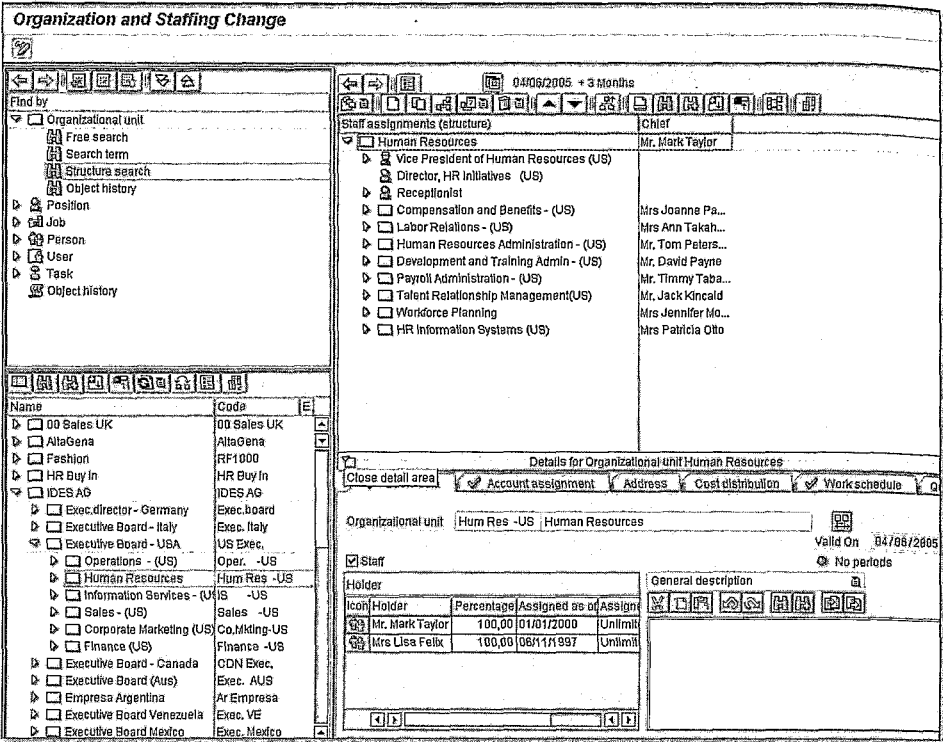 Organization and Staffing Change
Find by
Organizational unit
Free search
Search term
Structure search
Object history
Position
Job
Person
User
Task
Object history
04/06/2005 + 3 Months
Staff assignments (structure) Chief
Human Resources Mr. Mark Taylor
Vice President of Human Resources (US)
Director, HR Initiatives (US)
Receptionist
Compensation and Benefits - (US) Mrs Joanne Pa...
Labor Relations - (US) Mrs Ann Takah...
Human Resources Administration - (US) Mr. Tom Peters...
Development and Training Admin - (US) Mr. David Payne
Payroll Administration - (US) Mr. Timmy Taba...
Talent Relationship Management(US) Mr. Jack Kincaid
Workforce Planning Mrs Jennifer Mo...
HR Information Systems (US) Mrs Patricia Otto
Name Code E
00 Sales UK 00 Sales UK
AltaGena AltaGena
Fashion RF1000
HR Buy In HR Buy In
IDES AG IDES AG
Exec.director - Germany Exec.board
Executive Board - Italy Exec. Italy
Executive Board - USA US Exec.
Operations - (US) Oper. -US
Human Resources Hum Res -US
Information Services - (US IS -US
Sales - (US) Sales -US
Corporate Marketing (US) Co.Mkting-US
Finance (US) Finance -US
Executive Board - Canada CDN Exec.
Executive Board (Aus) Exec. AUS
Empresa Argentina Ar Empresa
Executive Board Venezuela Exec. VE
Executive Board Mexico Exec. Mexico
Details for Organizational unit Human Resources
Close detail area Account assignment Address Cost distribution Work schedule Q
Organizational unit Hum Res -US Human Resources
Valid On 04/06/2005
No periods
Staff
Holder
Icon Holder Percentage Assigned as of Assign
Mr. Mark Taylor 100,00 01/01/2000 Unlimit
Mrs Lisa Felix 100,00 06/11/1997 Unlimit
General description